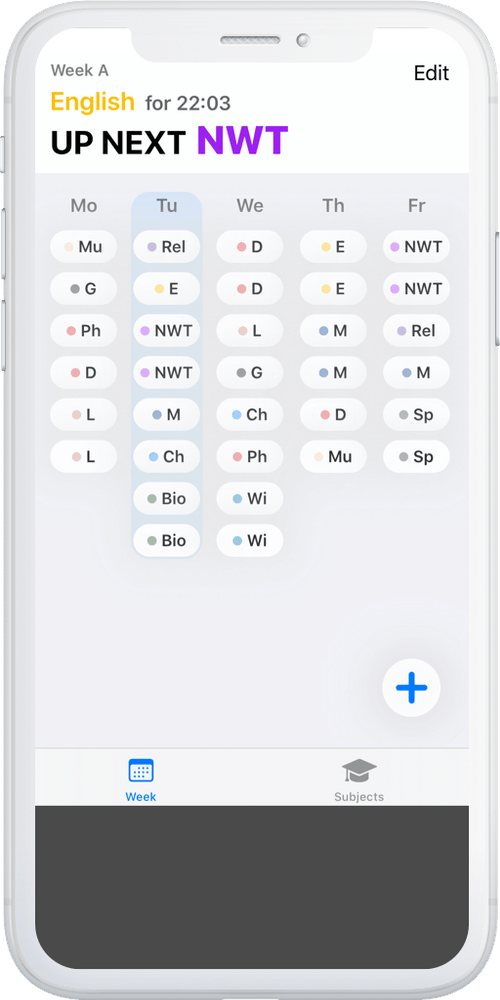 Week A
Edit
English for 22:03
UP NEXT NWT
Mo Tu We Th Fr
Mu Rel D E NWT
G E D E NWT
Ph NWT L M Rel
D NWT G M M
L M Ch D Sp
L Ch Ph Mu Sp
Bio Wi
Bio Wi
Week Subjects